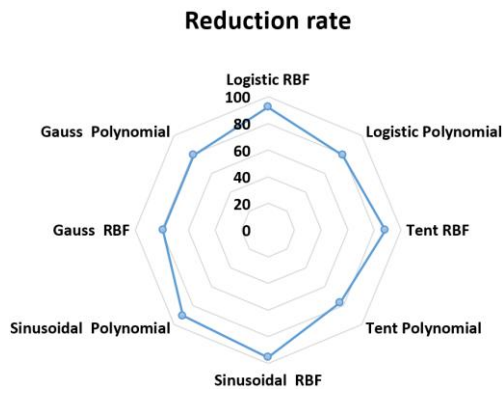 Reduction rate
Logistic RBF
100
Gauss  Polynomial
Logistic Polynomial
80
60
40
20
Gauss  RBF
0
Tent RBF
Sinusoidal  Polynomial
Tent Polynomial
Sinusoidal  RBF